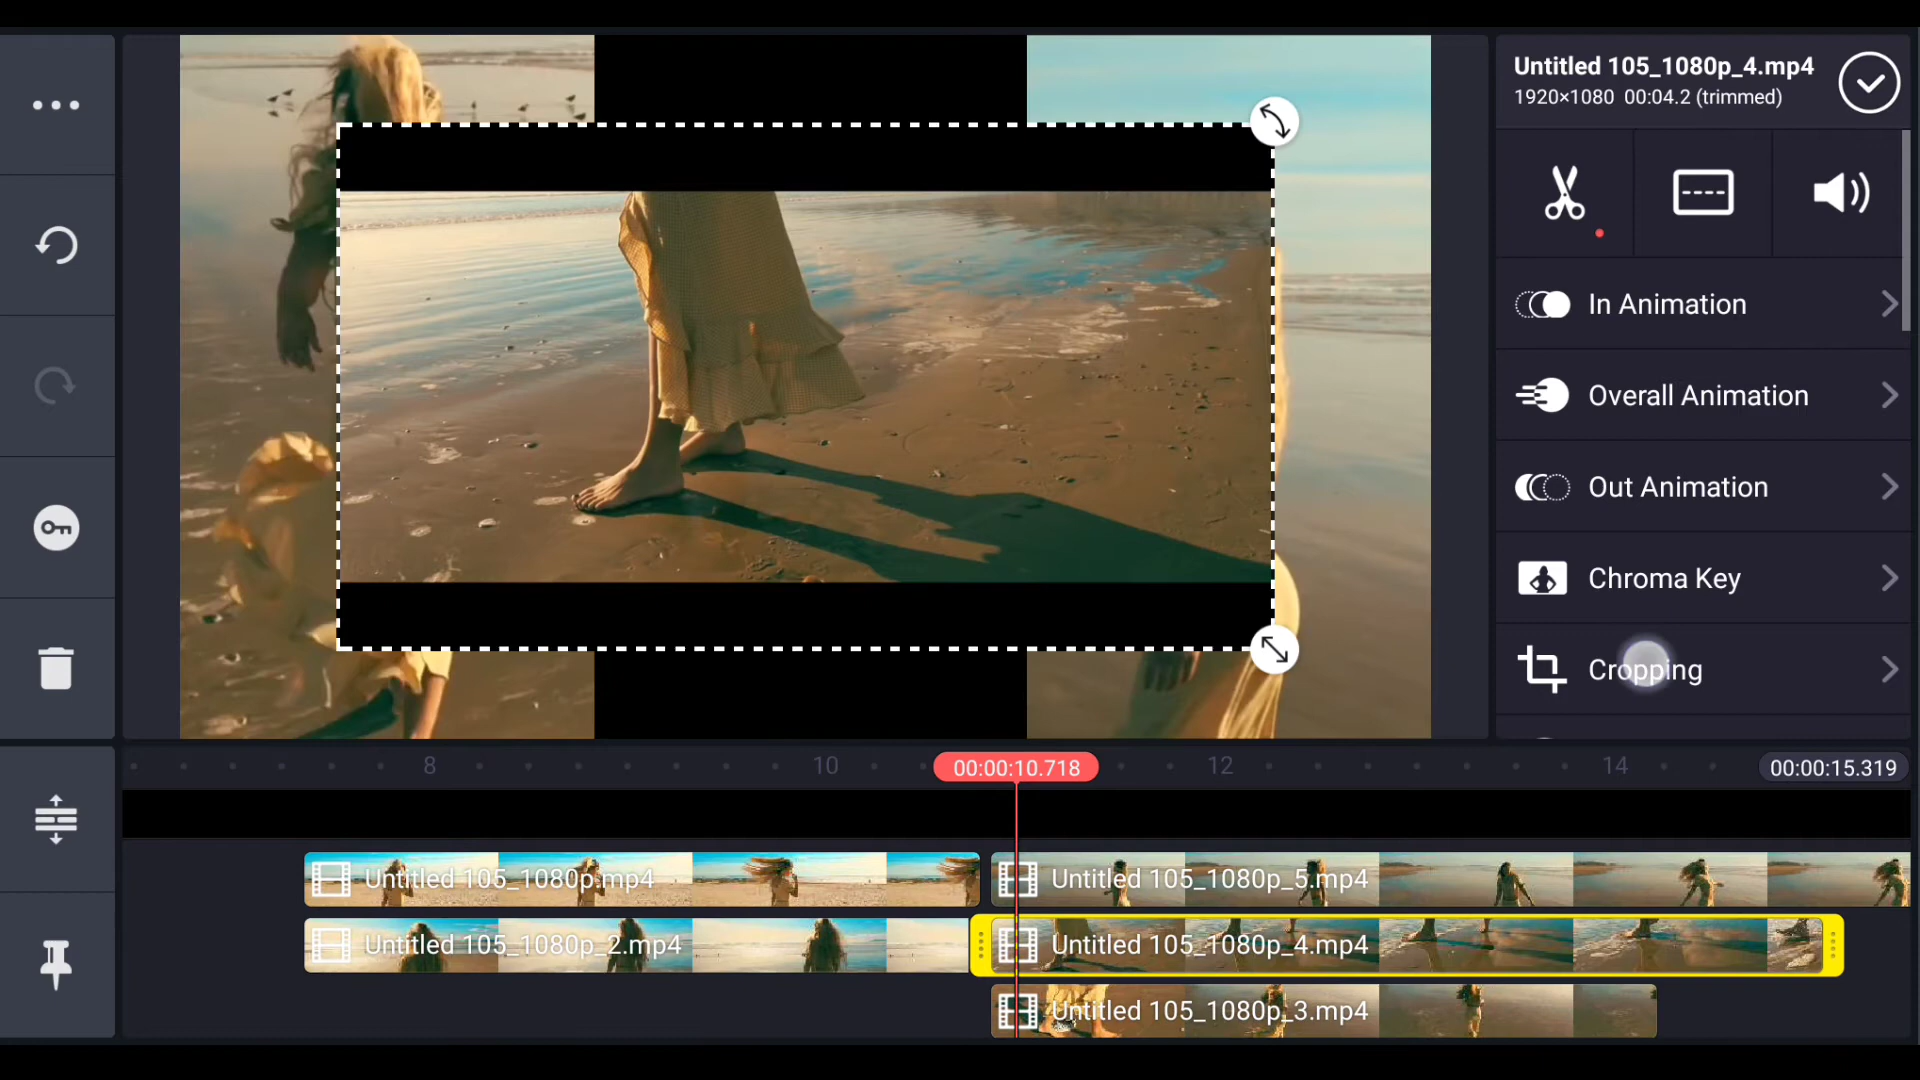 Untitled 105_1080p_4.mp4
1920×1080 00:04.2 (trimmed)
In Animation
Overall Animation
Out Animation
Chroma Key
Cropping
8
10
00:00:10.718
12
14
00:00:15.319
Untitled 105_1080p.mp4
Untitled 105_1080p_5.mp4
Untitled 105_1080p_2.mp4
Untitled 105_1080p_4.mp4
Untitled 105_1080p_3.mp4